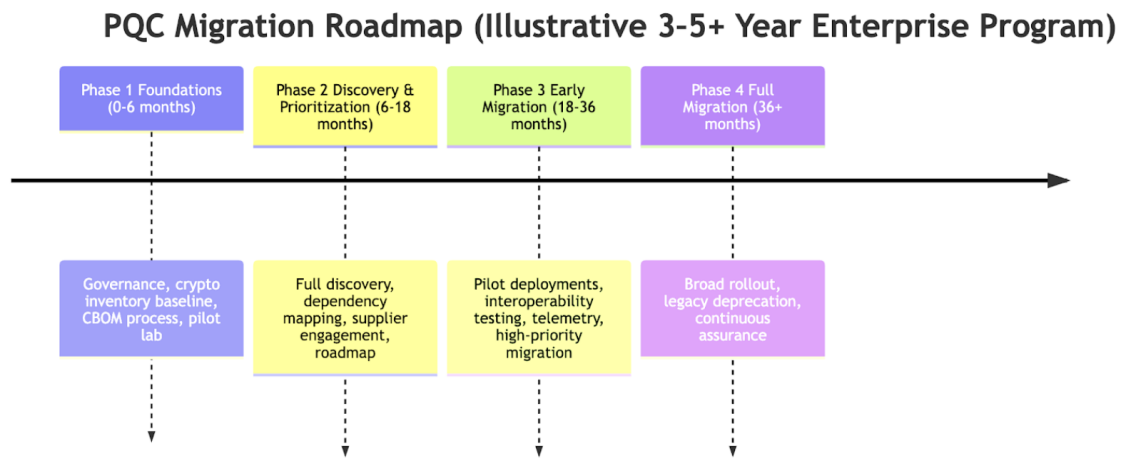 PQC Migration Roadmap (Illustrative 3–5+ Year Enterprise Program)
Phase 1 Foundations
(0-6 months)
Phase 2 Discovery &
Prioritization (6-18
months)
Phase 3 Early
Migration (18-36
months)
Phase 4 Full
Migration (36+
months)
Governance, crypto
inventory baseline,
CBOM process, pilot
lab
Full discovery,
dependency
mapping, supplier
engagement,
roadmap
Pilot deployments,
interoperability
testing, telemetry,
high-priority
migration
Broad rollout,
legacy deprecation,
continuous
assurance